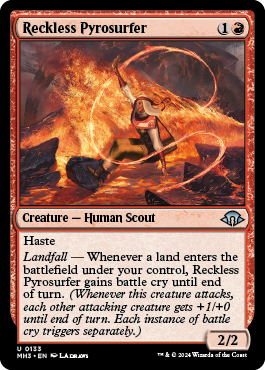 Reckless Pyrosurfer 1
Creature — Human Scout
Haste
Landfall — Whenever a land enters the
battlefield under your control, Reckless
Pyrosurfer gains battle cry until end
of turn. (Whenever this creature attacks,
each other attacking creature gets +1/+0
until end of turn. Each instance of battle
cry triggers separately.)
2/2
U 0133
MH3 • EN LA DRAWS
™ & © 2024 Wizards of the Coast